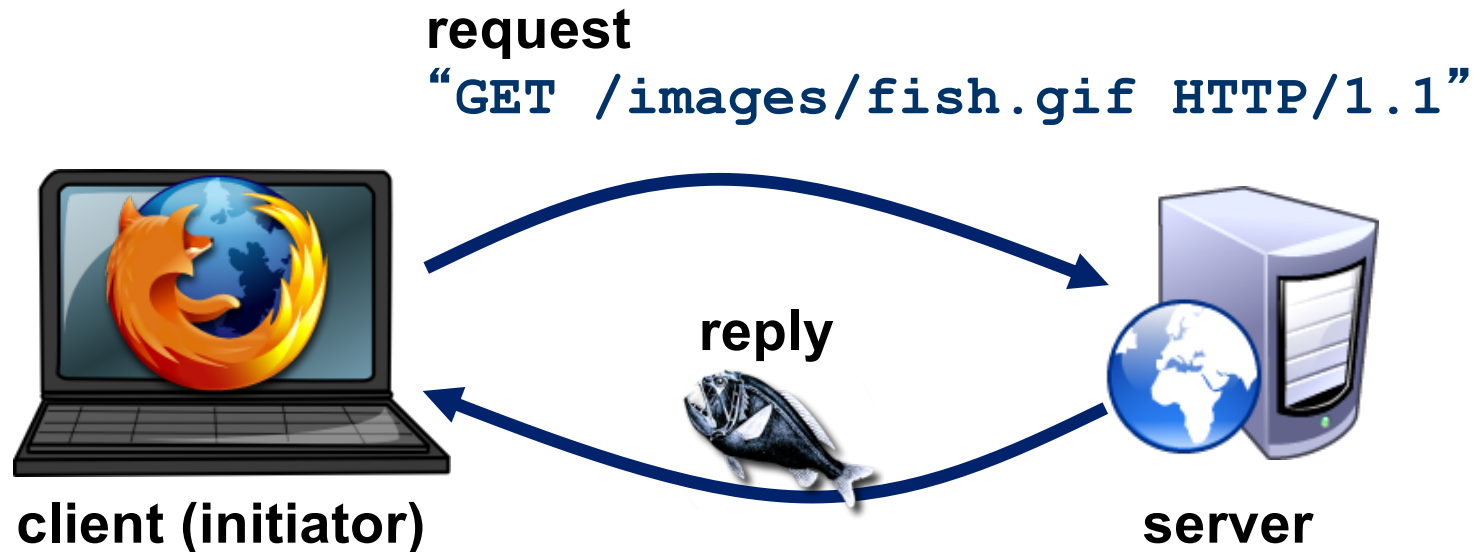 request
“GET /images/fish.gif HTTP/1.1”
reply
client (initiator)
server